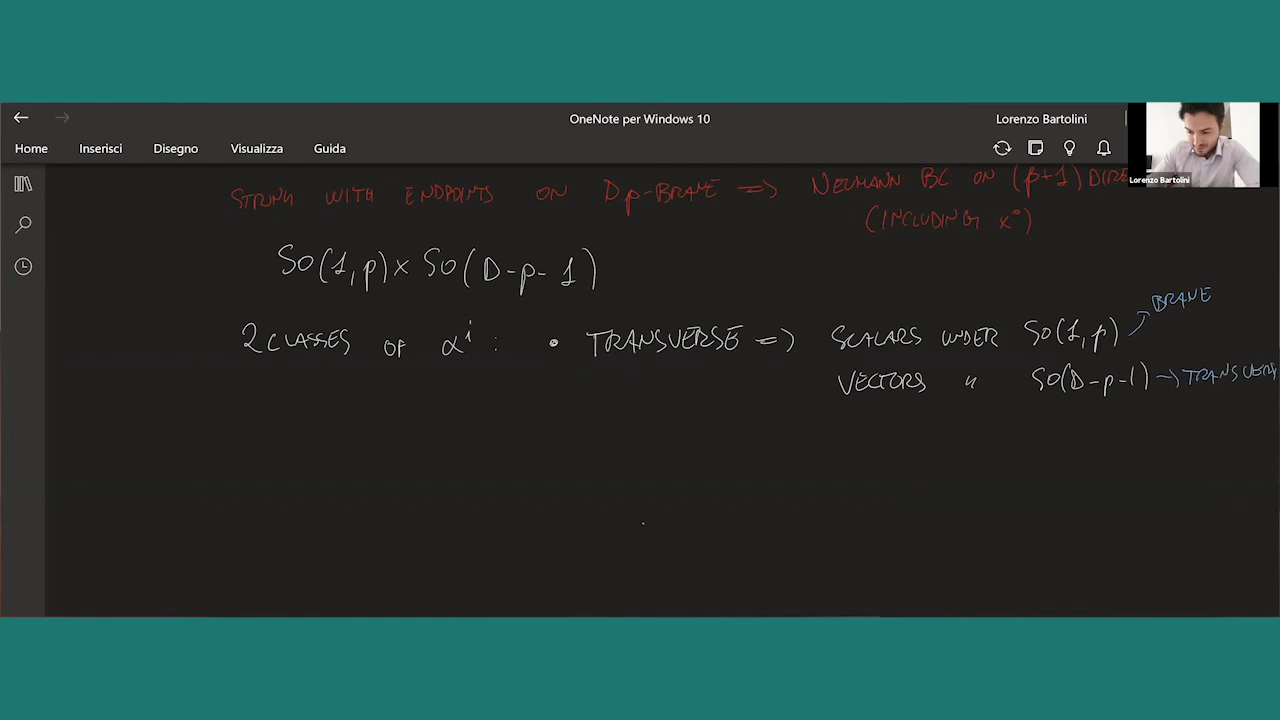 OneNote per Windows 10
Lorenzo Bartolini
Home Inserisci Disegno Visualizza Guida
Lorenzo Bartolini
STRING WITH ENDPOINTS ON Dp-BRANE => NEUMANN BC ON (p+1) DIRE
(INCLUDING x⁰)
SO(1,p) x SO(D-p-1)
BRANE
2 CLASSES OF αⁱ : • TRANSVERSE => SCALARS UNDER SO(1,p)
VECTORS " SO(D-p-1) → TRANSVERS